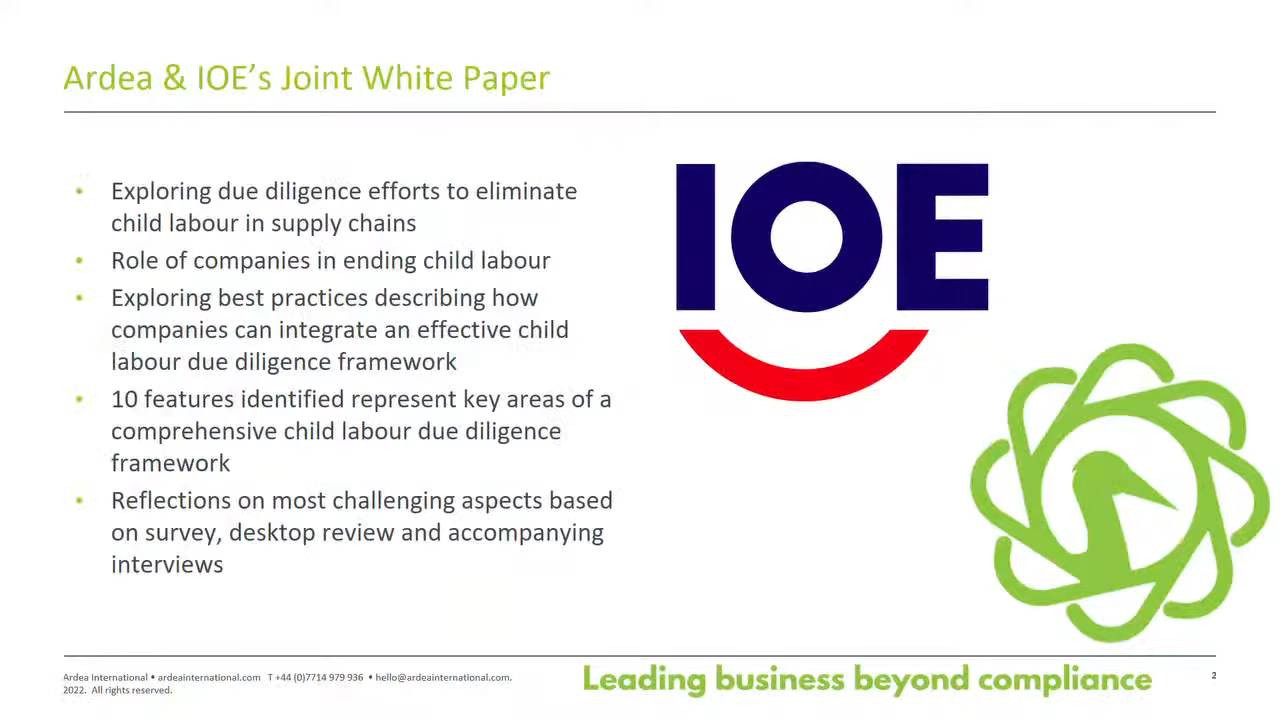 Ardea & IOE's Joint White Paper
• Exploring due diligence efforts to eliminate
child labour in supply chains
• Role of companies in ending child labour
• Exploring best practices describing how
companies can integrate an effective child
labour due diligence framework
• 10 features identified represent key areas of a
comprehensive child labour due diligence
framework
• Reflections on most challenging aspects based
on survey, desktop review and accompanying
interviews
IOE
Ardea International • ardeainternational.com T +44 (0)7714 979 936 • hello@ardeainternational.com.
2022. All rights reserved.
Leading business beyond compliance
2